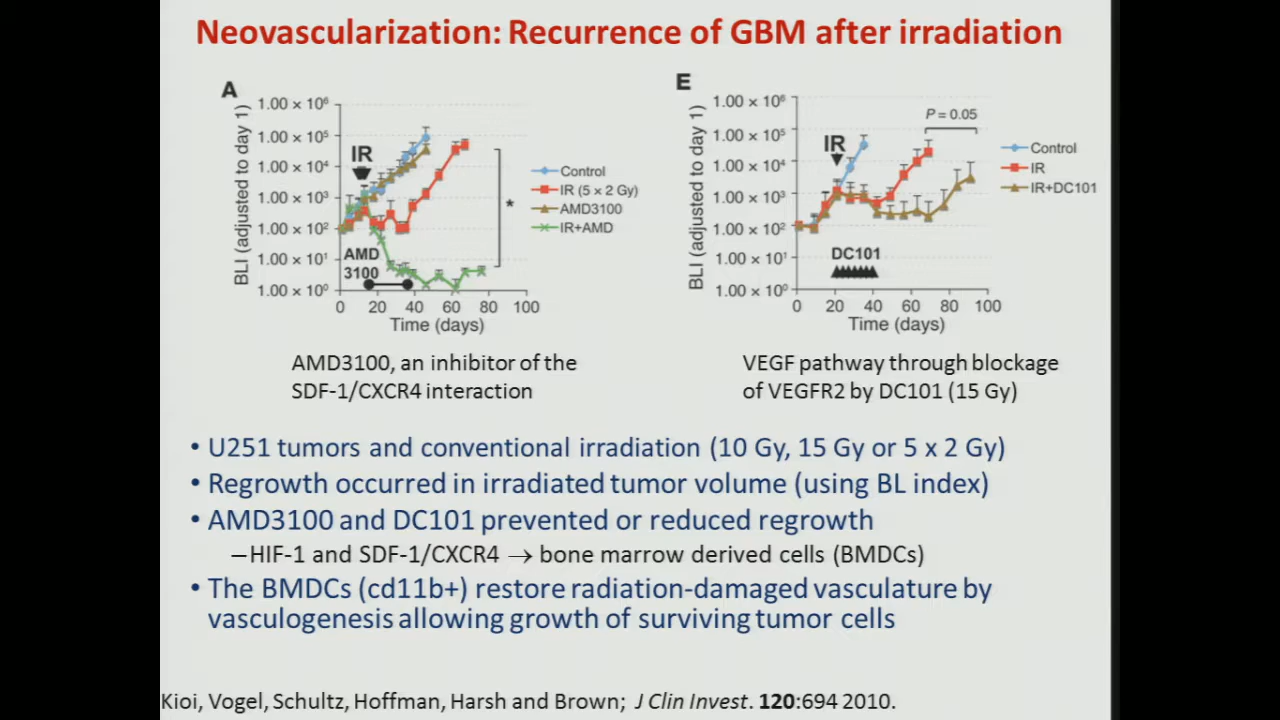 Neovascularization: Recurrence of GBM after irradiation
A
BLI (adjusted to day 1)
1.00 × 10⁶
1.00 × 10⁵
1.00 × 10⁴
1.00 × 10³
1.00 × 10²
1.00 × 10¹
1.00 × 10⁰
IR
AMD
3100
0 20 40 60 80 100
Time (days)
*
Control
IR (5 x 2 Gy)
AMD3100
IR+AMD
E
BLI (adjusted to day 1)
1.00 × 10⁶
1.00 × 10⁵
1.00 × 10⁴
1.00 × 10³
1.00 × 10²
1.00 × 10¹
1.00 × 10⁰
IR
P = 0.05
DC101
0 20 40 60 80 100
Time (days)
Control
IR
IR+DC101
AMD3100, an inhibitor of the
SDF-1/CXCR4 interaction
VEGF pathway through blockage
of VEGFR2 by DC101 (15 Gy)
• U251 tumors and conventional irradiation (10 Gy, 15 Gy or 5 x 2 Gy)
• Regrowth occurred in irradiated tumor volume (using BL index)
• AMD3100 and DC101 prevented or reduced regrowth
–HIF-1 and SDF-1/CXCR4 → bone marrow derived cells (BMDCs)
• The BMDCs (cd11b+) restore radiation-damaged vasculature by
vasculogenesis allowing growth of surviving tumor cells
Kioi, Vogel, Schultz, Hoffman, Harsh and Brown; J Clin Invest. 120:694 2010.